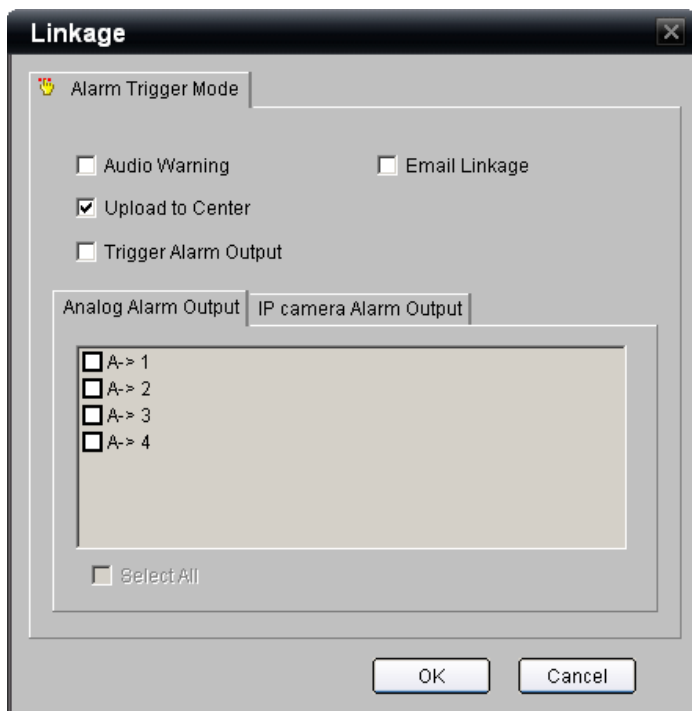 Linkage
Alarm Trigger Mode
Audio Warning Email Linkage
Upload to Center
Trigger Alarm Output
Analog Alarm Output IP camera Alarm Output
A-> 1
A-> 2
A-> 3
A-> 4
Select All
OK Cancel